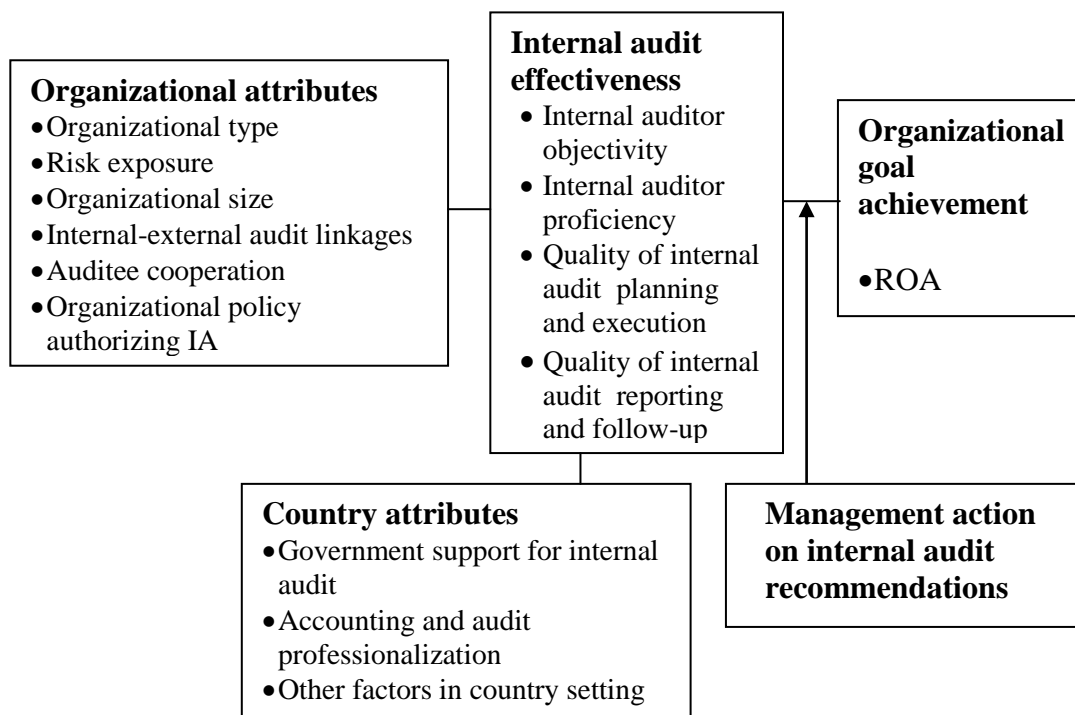 Organizational attributes
•Organizational type
•Risk exposure
•Organizational size
•Internal-external audit linkages
•Auditee cooperation
•Organizational policy
authorizing IA
Internal audit
effectiveness
• Internal auditor
objectivity
• Internal auditor
proficiency
• Quality of internal
audit planning
and execution
• Quality of internal
audit reporting
and follow-up
Organizational
goal
achievement
•ROA
Country attributes
•Government support for internal
audit
•Accounting and audit
professionalization
•Other factors in country setting
Management action
on internal audit
recommendations